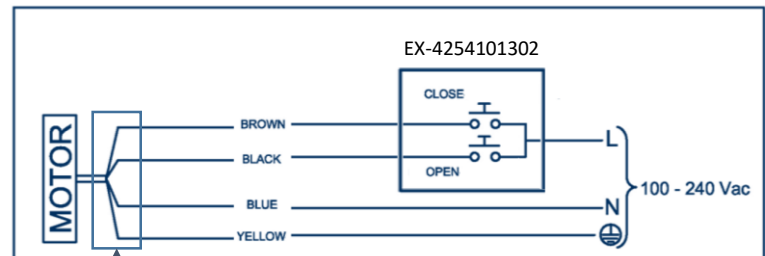 EX-4254101302
CLOSE
BROWN
L
MOTOR
BLACK
OPEN
100 - 240 Vac
BLUE
N
YELLOW